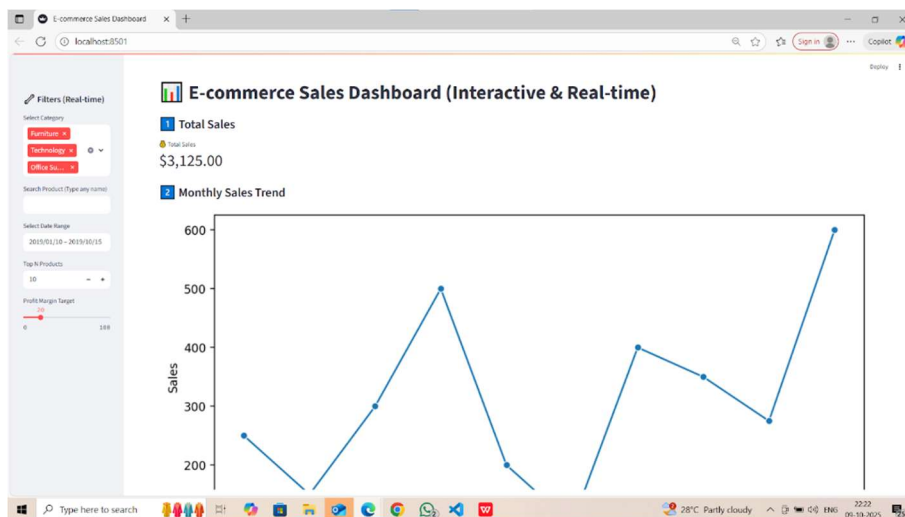 E-commerce Sales Dashboard
localhost:8501
Sign in
Copilot
Deploy
Filters (Real-time)
Select Category
Furniture ×
Technology ×
Office Su... ×
Search Product (Type any name)
Select Date Range
2019/01/10 – 2019/10/15
Top N Products
10
Profit Margin Target
20
0 100
E-commerce Sales Dashboard (Interactive & Real-time)
1 Total Sales
Total Sales
$3,125.00
2 Monthly Sales Trend
600
500
400
300
200
Sales
Type here to search
28°C Partly cloudy
ENG
22:22
09-10-2025